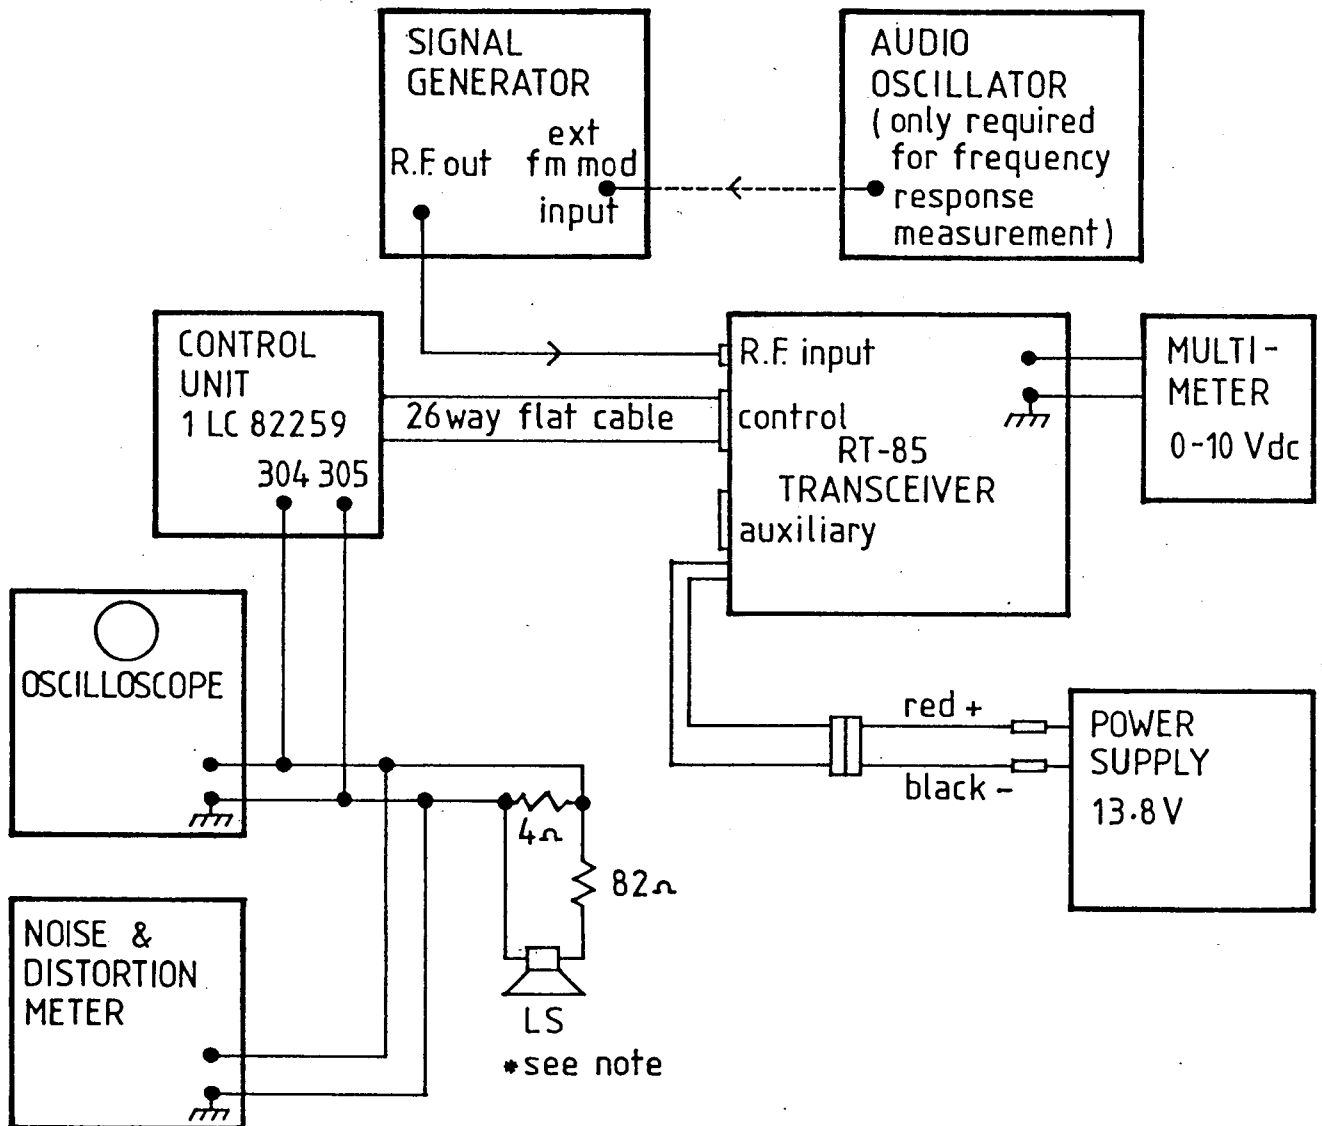 SIGNAL
GENERATOR
ext
R.F. out fm mod
input
AUDIO
OSCILLATOR
(only required
for frequency
response
measurement)
CONTROL
UNIT
1 LC 82259
304 305
26 way flat cable
R.F. input
control
RT-85
TRANSCEIVER
auxiliary
MULTI-
METER
0-10 Vdc
OSCILLOSCOPE
red +
black -
POWER
SUPPLY
13.8 V
4Ω
82Ω
LS
*see note
NOISE &
DISTORTION
METER